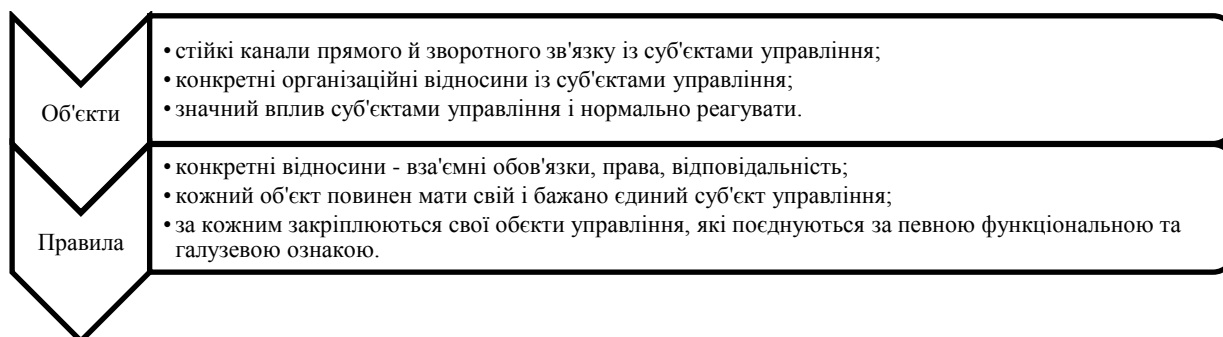 Об'єкти
• стійкі канали прямого й зворотного зв'язку із суб'єктами управління;
• конкретні організаційні відносини із суб'єктами управління;
• значний вплив суб'єктами управління і нормально реагувати.
Правила
• конкретні відносини - вза'ємні обов'язки, права, відповідальність;
• кожний об'єкт повинен мати свій і бажано єдиний суб'єкт управління;
• за кожним закріплюються свої обєкти управління, які поєднуються за певною функціональною та
галузевою ознакою.